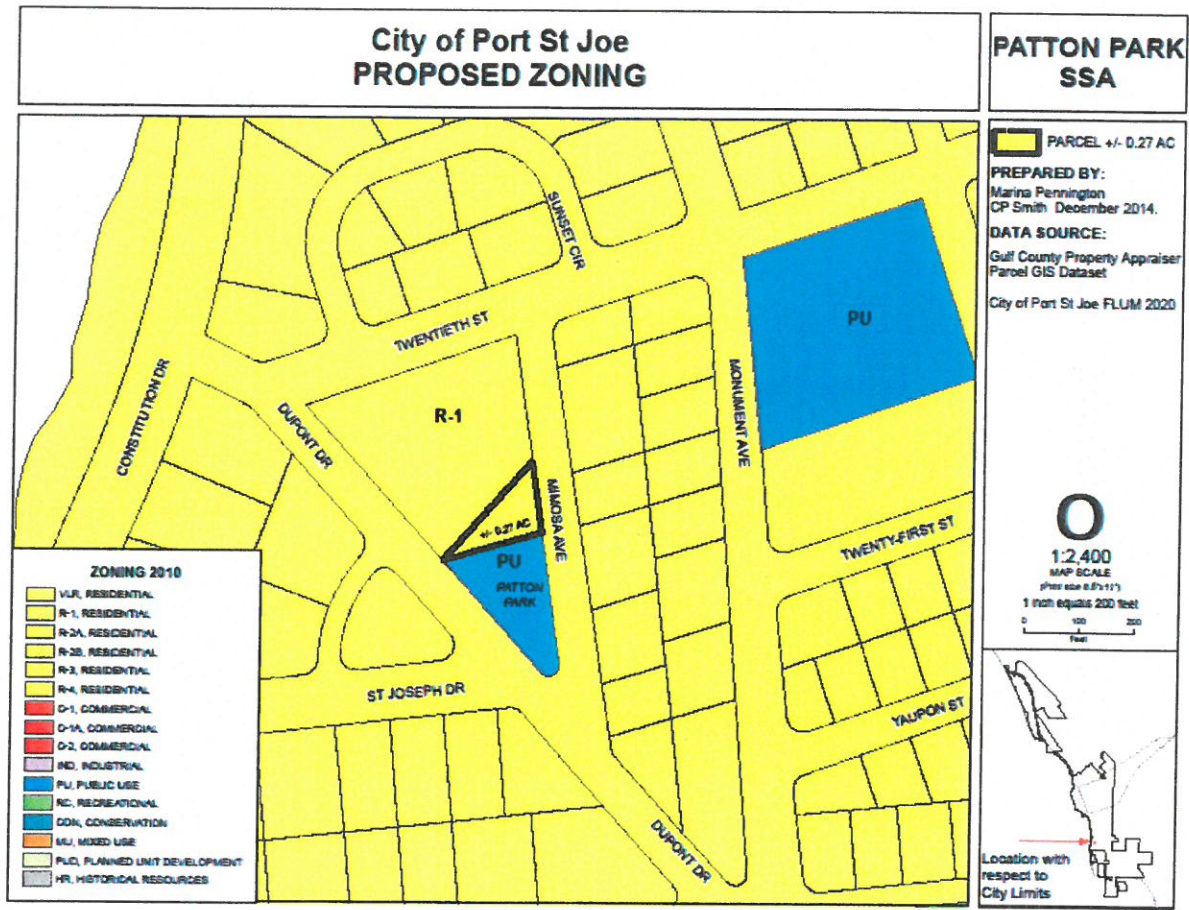 City of Port St Joe
PROPOSED ZONING
PATTON PARK
SSA
PARCEL +/- 0.27 AC
PREPARED BY:
Marina Pennington
CP Smith December 2014.
DATA SOURCE:
Gulf County Property Appraiser
Parcel GIS Dataset
City of Port St Joe FLUM 2020
O
1:2,400
MAP SCALE
1 inch equals 200 feet
0 100 200
Feet
Location with
respect to
City Limits
SUNSET CIR
TWENTIETH ST
CONSTITUTION DR
DUPONT DR
R-1
MIMOSA AVE
MONUMENT AVE
PU
+/- 0.27 AC
PU
PATTON
PARK
TWENTY-FIRST ST
ST JOSEPH DR
YAUPON ST
DUPONT DR
ZONING 2010
VLR, RESIDENTIAL
R-1, RESIDENTIAL
R-2A, RESIDENTIAL
R-2B, RESIDENTIAL
R-3, RESIDENTIAL
R-4, RESIDENTIAL
C-1, COMMERCIAL
C-1A, COMMERCIAL
C-2, COMMERCIAL
IND, INDUSTRIAL
PU, PUBLIC USE
RC, RECREATIONAL
CON, CONSERVATION
MU, MIXED USE
PUD, PLANNED UNIT DEVELOPMENT
HR, HISTORICAL RESOURCES